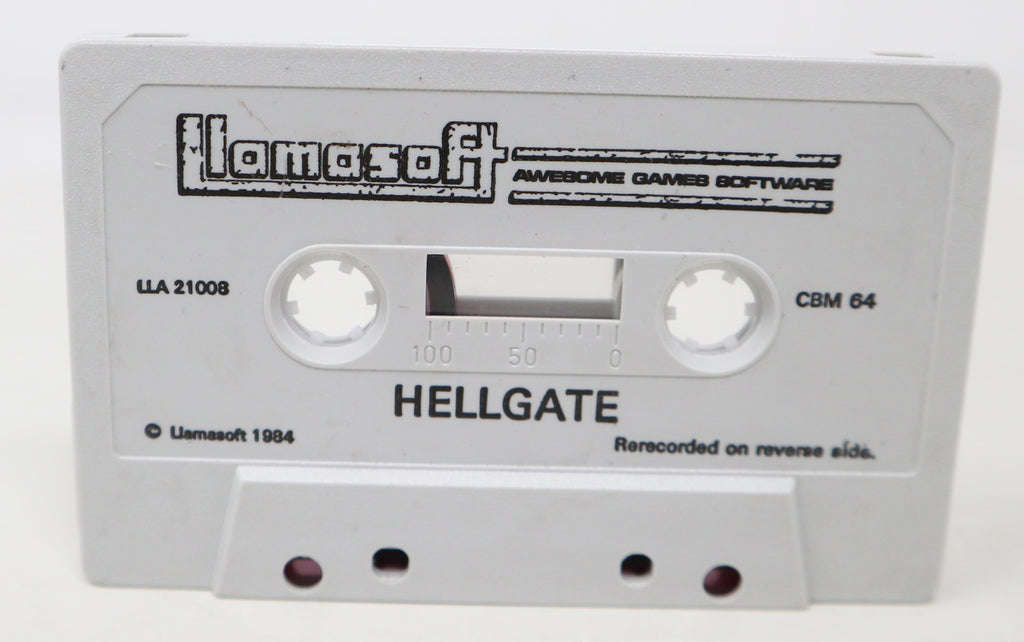 llamasoft
AWESOME GAMES SOFTWARE
LLA 21008
CBM 64
100 50 0
HELLGATE
© Llamasoft 1984
Rerecorded on reverse side.